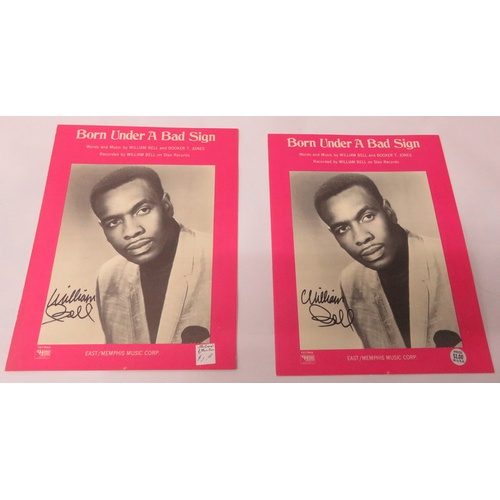 Born Under A Bad Sign
Words and Music by WILLIAM BELL and BOOKER T. JONES
Recorded by WILLIAM BELL on Stax Records
William
Bell
EAST/MEMPHIS MUSIC CORP.
Born Under A Bad Sign
Words and Music by WILLIAM BELL and BOOKER T. JONES
Recorded by WILLIAM BELL on Stax Records
William
Bell
EAST/MEMPHIS MUSIC CORP.